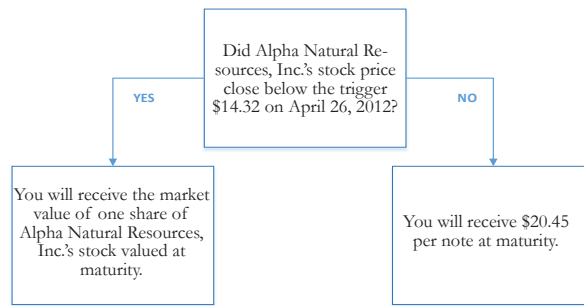 Did Alpha Natural Re-
sources, Inc.'s stock price
close below the trigger
$14.32 on April 26, 2012?
YES
NO
You will receive the market
value of one share of
Alpha Natural Resources,
Inc.'s stock valued at
maturity.
You will receive $20.45
per note at maturity.